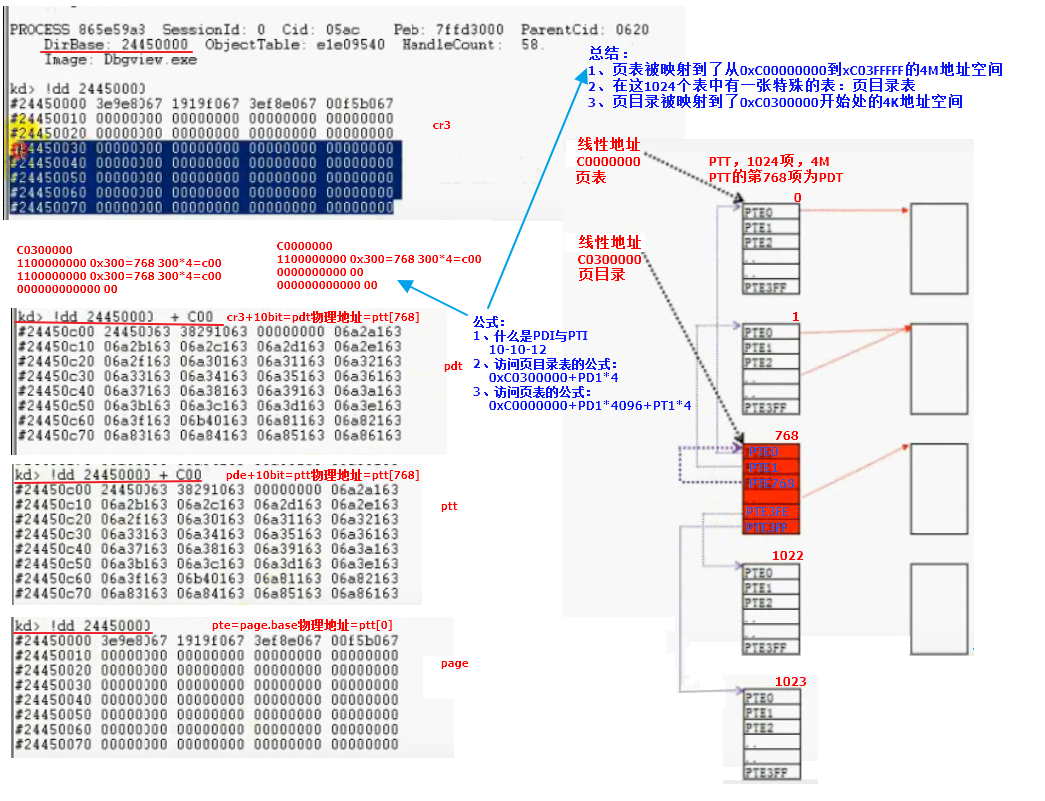 PROCESS 865e59a8 SessionId: 0 Cid: 05ac Peb: 7ffd3000 ParentCid: 0620
DirBase: 24450000 ObjectTable: e1e09540 HandleCount: 58.
Image: Dbgview.exe
kd> !dd 24450000
#24450000 3e9e8067 1919f067 3ef8e067 00f5b067
#24450010 00000000 00000000 00000000 00000000
#24450020 00000000 00000000 00000000 00000000
#24450030 00000000 00000000 00000000 00000000
#24450040 00000000 00000000 00000000 00000000
#24450050 00000000 00000000 00000000 00000000
#24450060 00000000 00000000 00000000 00000000
#24450070 00000000 00000000 00000000 00000000
cr3
总结：
1、页表被映射到了从0xC0000000到xC03FFFFF的4M地址空间
2、在这1024个表中有一张特殊的表：页目录表
3、页目录被映射到了0xC0300000开始处的4K地址空间
C0300000
1100000000 0x300=768 300*4=c00
1100000000 0x300=768 300*4=c00
000000000000 00
C0000000
1100000000 0x300=768 300*4=c00
0000000000 00
000000000000 00
kd> !dd 24450000 + C00 cr3+10bit=pdt物理地址=ptt[768]
#24450c00 24450063 38291063 00000000 06a2a163
#24450c10 06a2b163 06a2c163 06a2d163 06a2e163
#24450c20 06a2f163 06a30163 06a31163 06a32163
#24450c30 06a33163 06a34163 06a35163 06a36163
#24450c40 06a37163 06a38163 06a39163 06a3a163
#24450c50 06a3b163 06a3c163 06a3d163 06a3e163
#24450c60 06a3f163 06b40163 06a81163 06a82163
#24450c70 06a83163 06a84163 06a85163 06a86163
pdt
公式：
1、什么是PDI与PTI
10-10-12
2、访问页目录表的公式：
0xC0300000+PD1*4
3、访问页表的公式：
0xC0000000+PD1*4096+PT1*4
kd> !dd 24450000 + C00 pde+10bit=ptt物理地址=ptt[768]
#24450c00 24450063 38291063 00000000 06a2a163
#24450c10 06a2b163 06a2c163 06a2d163 06a2e163
#24450c20 06a2f163 06a30163 06a31163 06a32163
#24450c30 06a33163 06a34163 06a35163 06a36163
#24450c40 06a37163 06a38163 06a39163 06a3a163
#24450c50 06a3b163 06a3c163 06a3d163 06a3e163
#24450c60 06a3f163 06b40163 06a81163 06a82163
#24450c70 06a83163 06a84163 06a85163 06a86163
ptt
kd> !dd 24450000 pte=page.base物理地址=ptt[0]
#24450000 3e9e8067 1919f067 3ef8e067 00f5b067
#24450010 00000000 00000000 00000000 00000000
#24450020 00000000 00000000 00000000 00000000
#24450030 00000000 00000000 00000000 00000000
#24450040 00000000 00000000 00000000 00000000
#24450050 00000000 00000000 00000000 00000000
#24450060 00000000 00000000 00000000 00000000
#24450070 00000000 00000000 00000000 00000000
page
线性地址
C0000000
页表
PTT，1024项，4M
PTT的第768项为PDT
线性地址
C0300000
页目录
0
PTE0
PTE1
PTE2
..
..
PTE3FF
1
PTE0
PTE1
PTE2
..
..
PTE3FF
768
PTE768
PTE3FF
1022
PTE0
PTE1
PTE2
..
..
PTE3FF
1023
PTE0
PTE1
PTE2
..
..
PTE3FF